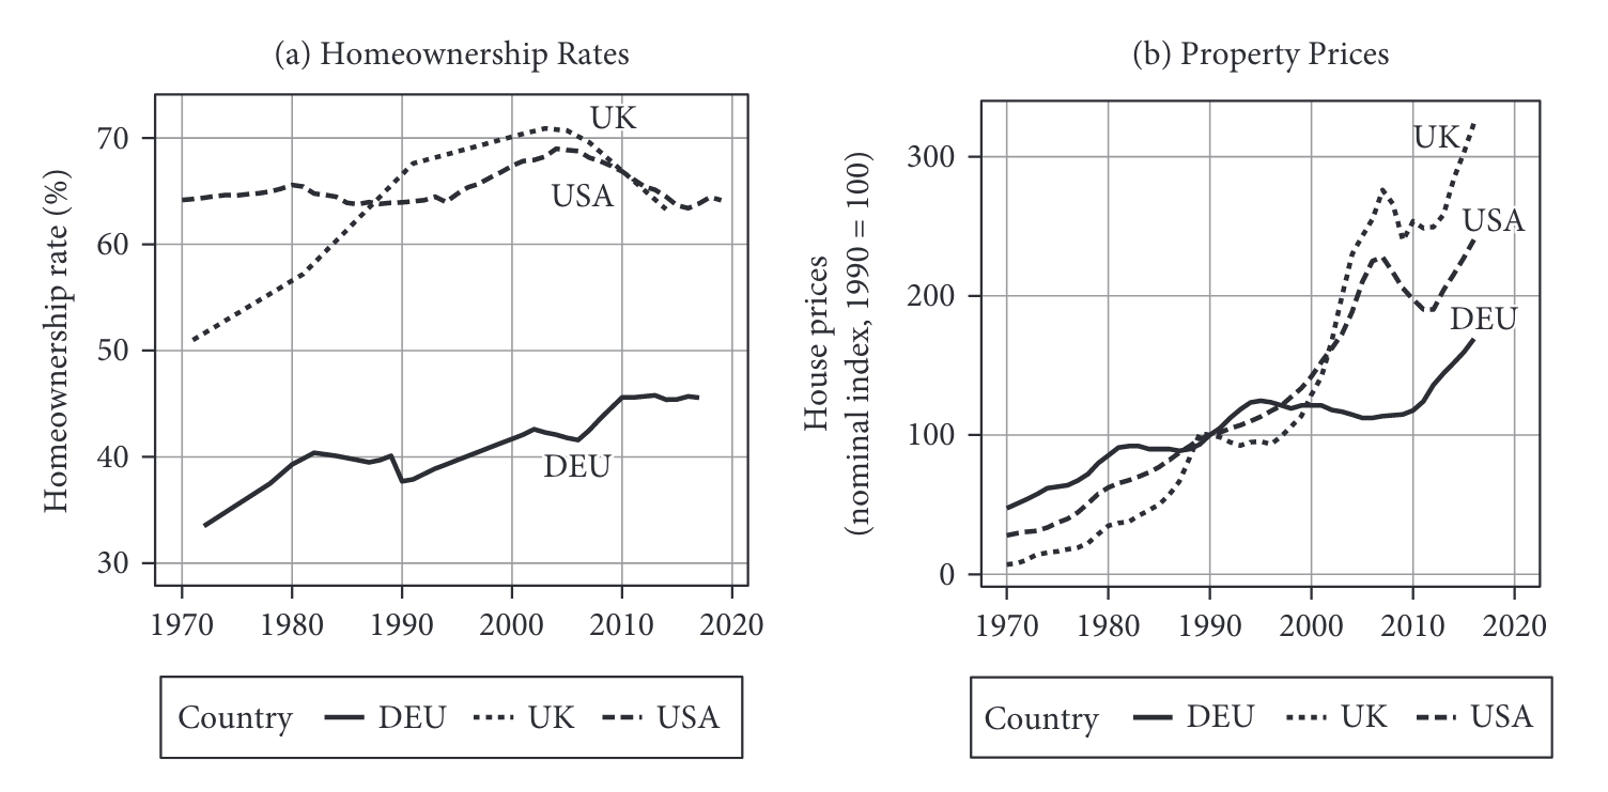 (a) Homeownership Rates
Homeownership rate (%)
70
60
50
40
30
UK
USA
DEU
1970 1980 1990 2000 2010 2020
Country DEU UK USA
(b) Property Prices
House prices
(nominal index, 1990 = 100)
300
200
100
0
UK
USA
DEU
1970 1980 1990 2000 2010 2020
Country DEU UK USA